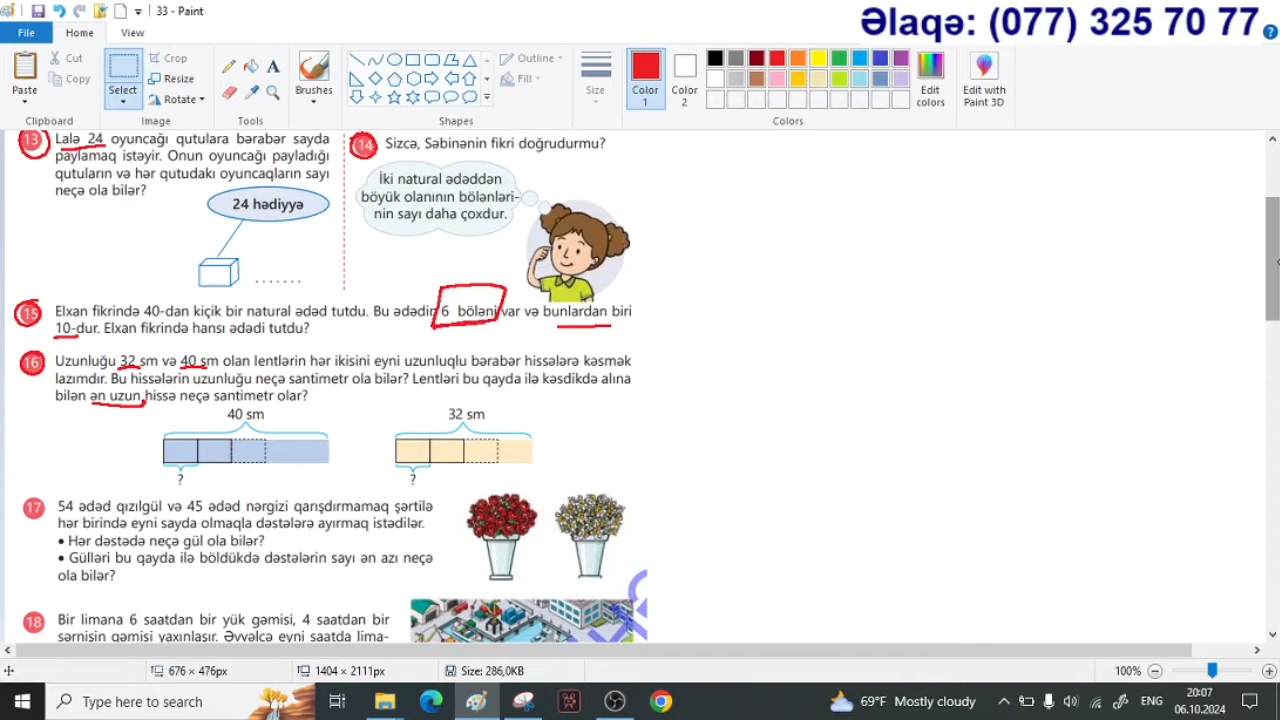 33 - Paint
Əlaqə: (077) 325 70 77
File
Home
View
Paste
Cut
Copy
Clipboard
Select
Crop
Resize
Rotate
Image
Tools
Brushes
Shapes
Outline
Fill
Size
Color 1
Color 2
Colors
Edit colors
Edit with Paint 3D
13 Lalə 24 oyuncağı qutulara bərabər sayda
paylamaq istəyir. Onun oyuncağı payladığı
qutuların və hər qutudakı oyuncaqların sayı
neçə ola bilər?
24 hədiyyə
. . . . . . .
14 Sizcə, Səbinənin fikri doğrudurmu?
İki natural ədəddən
böyük olanının bölənləri-
nin sayı daha çoxdur.
15 Elxan fikrində 40-dan kiçik bir natural ədəd tutdu. Bu ədədin 6 böləni var və bunlardan biri
10-dur. Elxan fikrində hansı ədədi tutdu?
16 Uzunluğu 32 sm və 40 sm olan lentlərin hər ikisini eyni uzunluqlu bərabər hissələrə kəsmək
lazımdır. Bu hissələrin uzunluğu neçə santimetr ola bilər? Lentləri bu qayda ilə kəsdikdə alına
bilən ən uzun hissə neçə santimetr olar?
40 sm
32 sm
?
?
17 54 ədəd qızılgül və 45 ədəd nərgizi qarışdırmamaq şərtilə
hər birində eyni sayda olmaqla dəstələrə ayırmaq istədilər.
• Hər dəstədə neçə gül ola bilər?
• Gülləri bu qayda ilə böldükdə dəstələrin sayı ən azı neçə
ola bilər?
18 Bir limana 6 saatdan bir yük gəmisi, 4 saatdan bir
sərnişin gəmisi yaxınlaşır. Əvvəlcə eyni saatda lima-
676 × 476px
1404 × 2111px
Size: 286,0KB
100%
Type here to search
69°F Mostly cloudy
ENG
20:07
06.10.2024